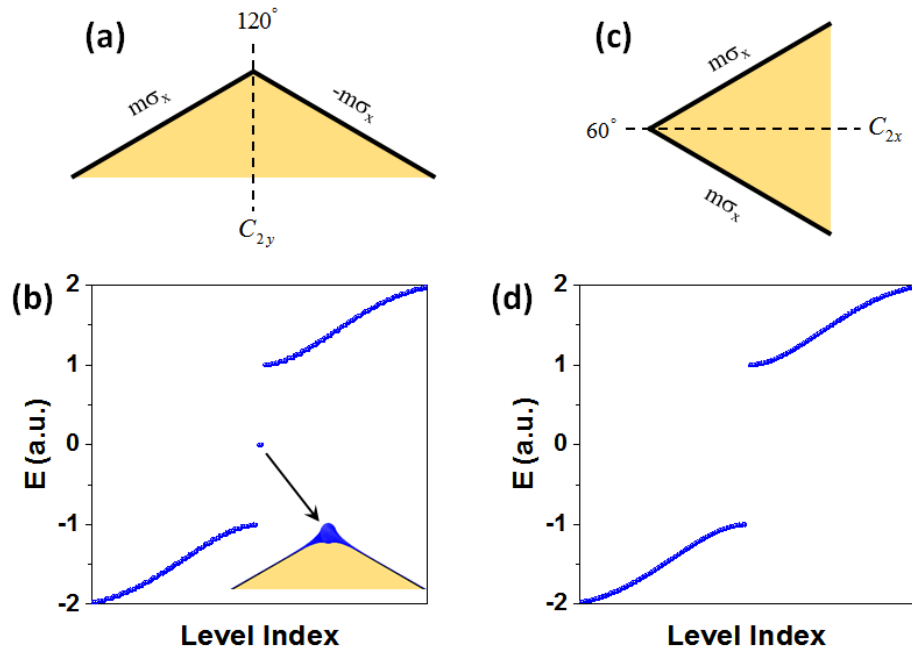 (a)
120°
mσx
-mσx
C2y
(c)
mσx
60°
C2x
mσx
(b)
2
1
0
-1
-2
E (a.u.)
Level Index
(d)
2
1
0
-1
-2
E (a.u.)
Level Index